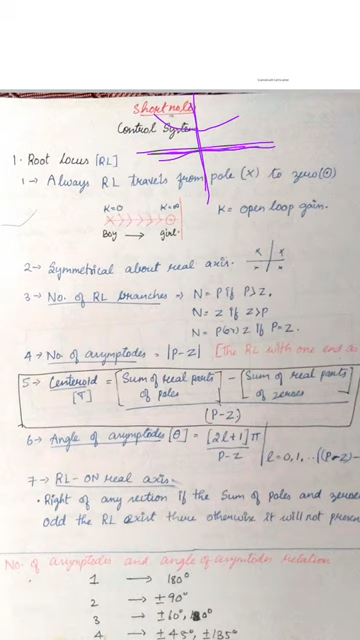 Short note
Control System
1. Root Locus [RL]
1→ Always RL travels from pole (x) to zero(⊙)
K=0 K=∞ K= open loop gain.
Boy → girl
2→ Symmetrical about real axis.
3→ No. of RL branches → N = P if P>Z,
N = Z if Z>P
N = P(or) Z if P=Z.
4→ No of asymptodes = |P-Z| [The RL with one end as
5→ Centeroid = [Sum of real parts of poles] - [Sum of real parts of zeroes]
(P-Z)
6→ Angle of asymptodes [θ] = [2l+1]π
P-Z l=0,1,..
7→ RL-ON real axis
• Right of any section if the Sum of poles and zeroes
odd the RL exist there otherwise it will not present
No. of asymptodes and angle of asymtodes relation
1 → 180°
2 → ±90°
3 → ±60°,
4 → ±45°, ±135°